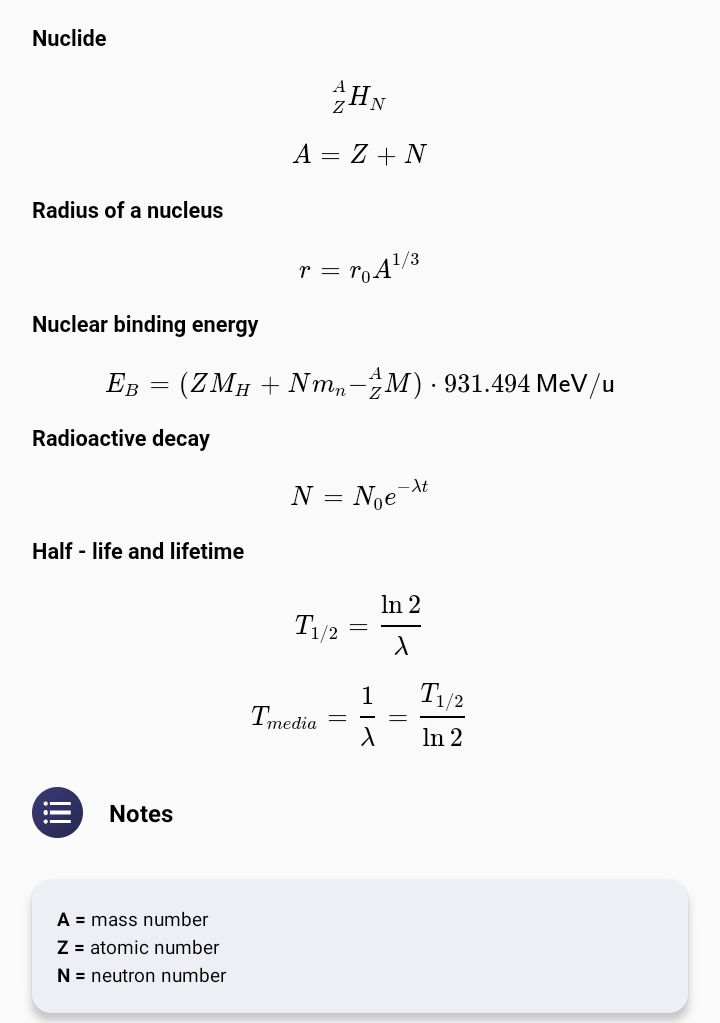 Nuclide
$^{A}_{Z}H_{N}$
$A = Z + N$
Radius of a nucleus
$r = r_0 A^{1/3}$
Nuclear binding energy
$E_B = (ZM_H + Nm_n - ^{A}_{Z}M) \cdot 931.494 \text{ MeV/u}$
Radioactive decay
$N = N_0 e^{-\lambda t}$
Half - life and lifetime
$T_{1/2} = \frac{\ln 2}{\lambda}$
$T_{media} = \frac{1}{\lambda} = \frac{T_{1/2}}{\ln 2}$
Notes
A = mass number
Z = atomic number
N = neutron number